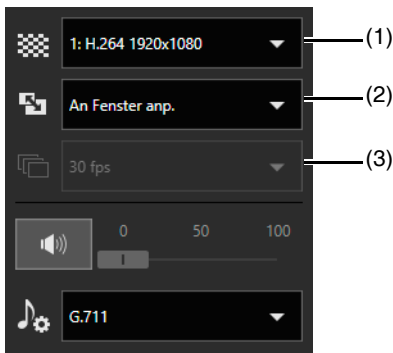 1: H.264 1920x1080
(1)
An Fenster anp.
(2)
30 fps
(3)
0 50 100
G.711